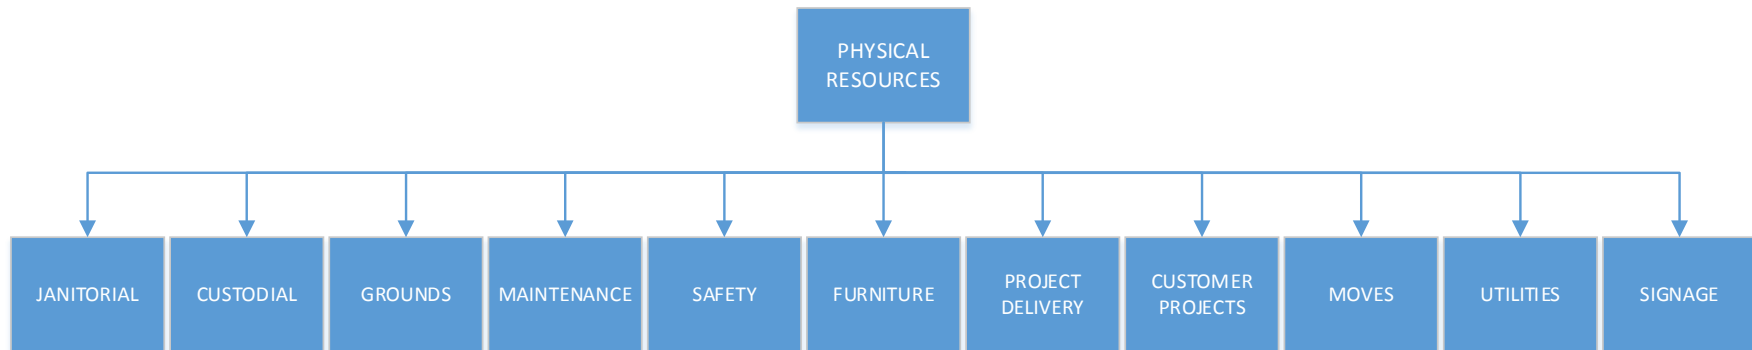 PHYSICAL
RESOURCES
JANITORIAL
CUSTODIAL
GROUNDS
MAINTENANCE
SAFETY
FURNITURE
PROJECT
DELIVERY
CUSTOMER
PROJECTS
MOVES
UTILITIES
SIGNAGE